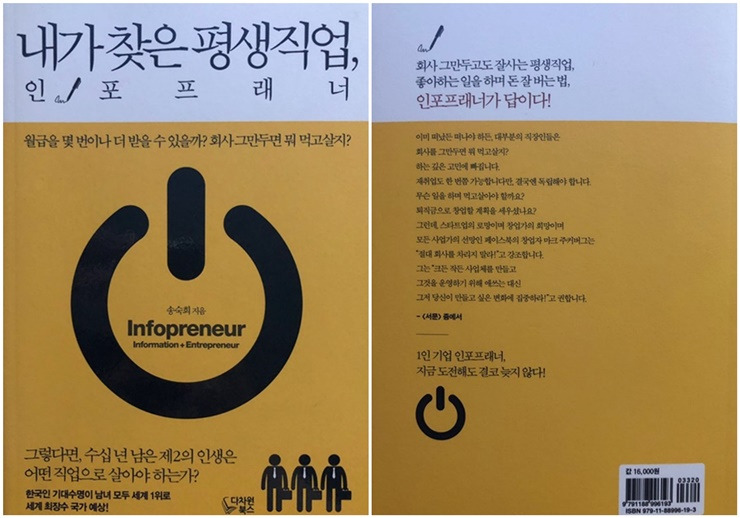 내가 찾은 평생직업,
인포프래너
월급을 몇 번이나 더 받을 수 있을까? 회사 그만두면 뭐 먹고살지?
송숙희 지음
Infopreneur
Information + Entrepreneur
그렇다면, 수십 년 남은 제2의 인생은
어떤 직업으로 살아야 하는가?
한국인 기대수명이 남녀 모두 세계 1위로
세계 최장수 국가 예상!
다차원
북스
회사 그만두고도 잘사는 평생직업,
좋아하는 일을 하며 돈 잘 버는 법,
인포프래너가 답이다!
이미 떠났든 떠나야 하든, 대부분의 직장인들은
회사를 그만두면 뭐 먹고살지?
하는 깊은 고민에 빠집니다.
재취업도 한 번쯤 가능합니다만, 결국엔 독립해야 합니다.
무슨 일을 하며 먹고살아야 할까요?
퇴직금으로 창업할 계획을 세우셨나요?
그런데, 스타트업의 로망이며 창업가의 희망이며
모든 사업가의 선망인 페이스북의 창업자 마크 주커버그는
"절대 회사를 차리지 말라!"고 강조합니다.
그는 "크든 작든 사업체를 만들고
그것을 운영하기 위해 애쓰는 대신
그저 당신이 만들고 싶은 변화에 집중하라!"고 권합니다.
- <서문> 중에서
1인 기업 인포프래너,
지금 도전해도 결코 늦지 않다!
값 16,000원
03320
9 791188 996193
ISBN 979-11-88996-19-3